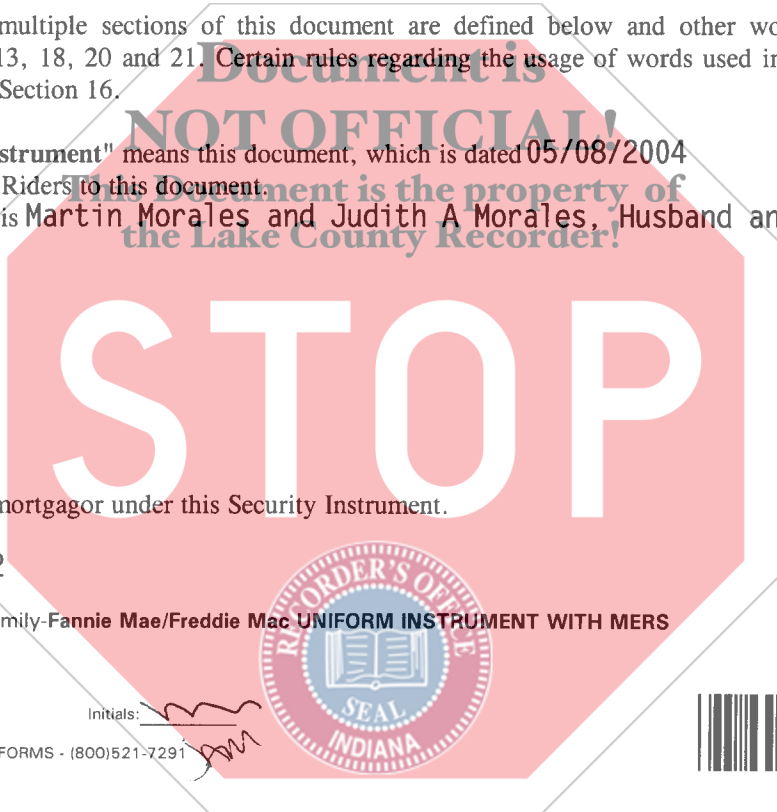 multiple sections of this document are defined below and other wo
13, 18, 20 and 21. Certain rules regarding the usage of words used in
Section 16.
Document is
NOT OFFICIAL!
strument" means this document, which is dated 05/08/2004
Riders to this document.
This Document is the property of
is Martin Morales and Judith A Morales, Husband an
the Lake County Recorder!
STOP
mortgagor under this Security Instrument.
2
mily-Fannie Mae/Freddie Mac UNIFORM INSTRUMENT WITH MERS
RECORDER'S OFFICE
SEAL
INDIANA
Initials:
FORMS - (800)521-7291